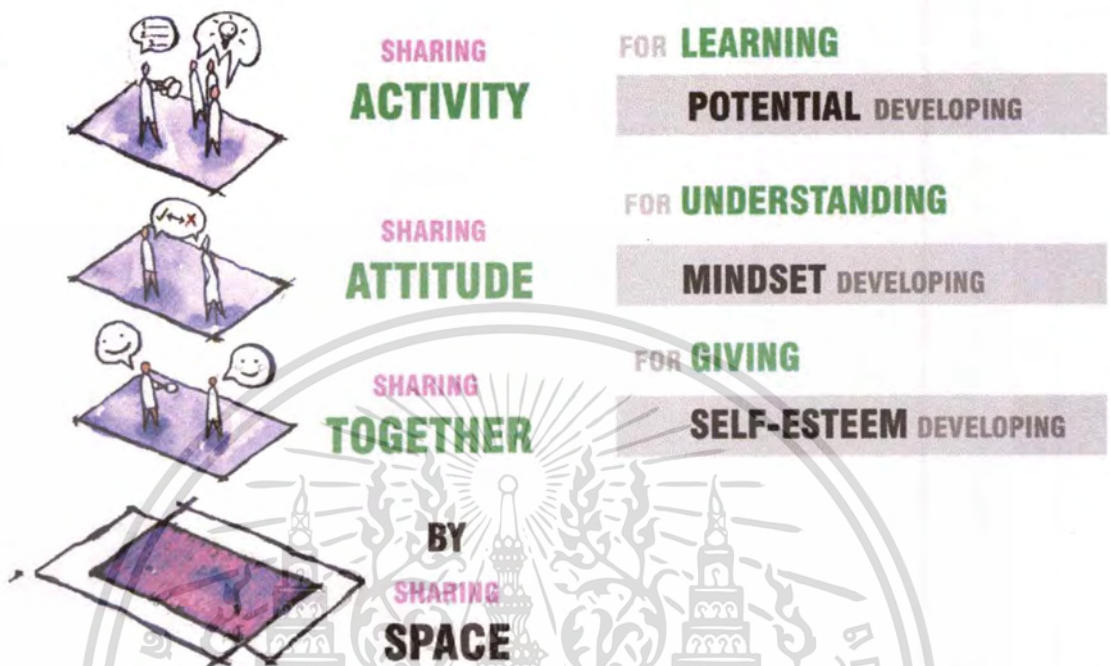 SHARING
ACTIVITY
FOR LEARNING
POTENTIAL DEVELOPING
SHARING
ATTITUDE
FOR UNDERSTANDING
MINDSET DEVELOPING
SHARING
TOGETHER
FOR GIVING
SELF-ESTEEM DEVELOPING
BY
SHARING
SPACE